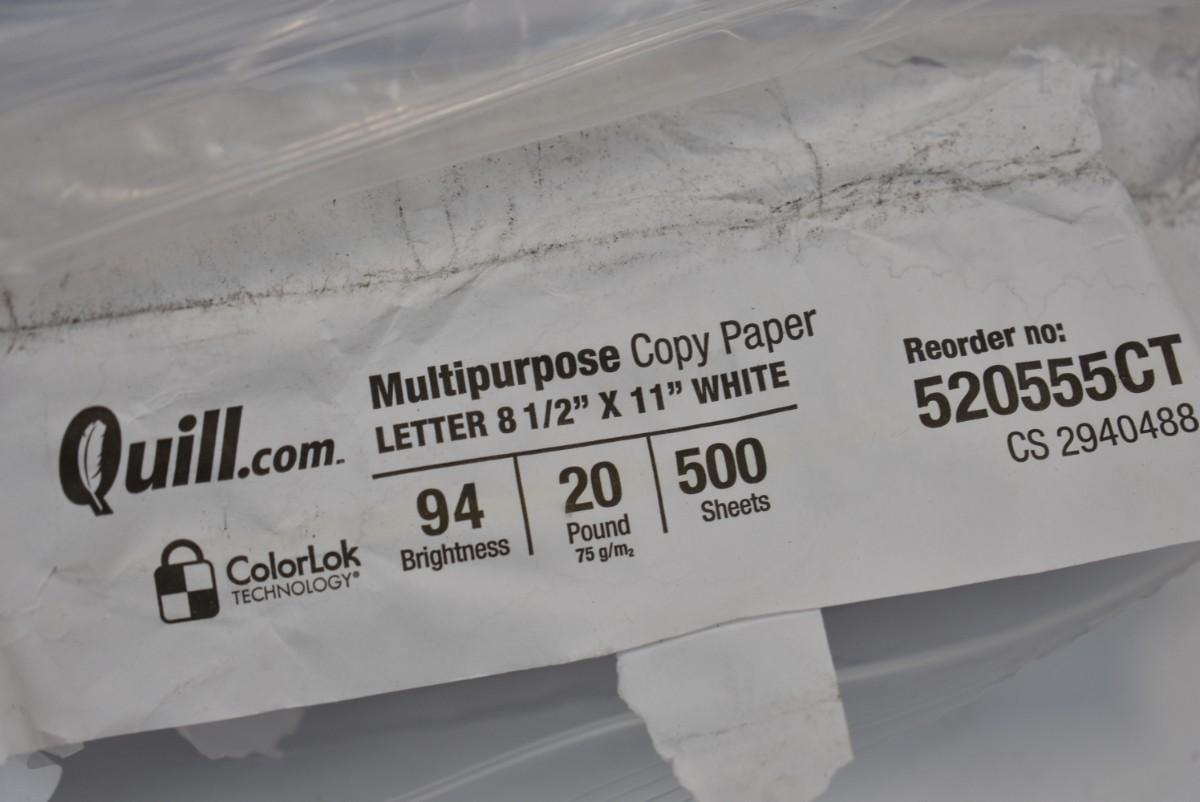 Quill.com™
ColorLok
TECHNOLOGY®
Multipurpose Copy Paper
LETTER 8 1/2” X 11” WHITE
94
Brightness
20
Pound
75 g/m₂
500
Sheets
Reorder no:
520555CT
CS 2940488